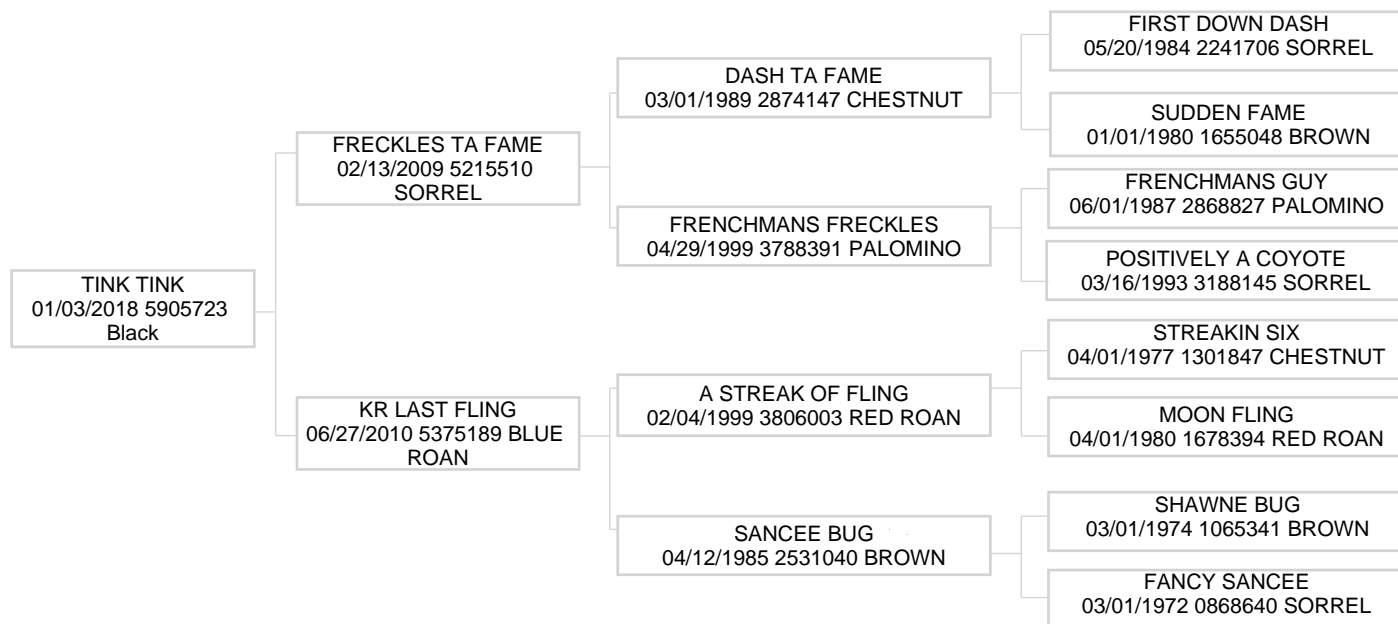 TINK TINK
01/03/2018 5905723
Black
FRECKLES TA FAME
02/13/2009 5215510
SORREL
KR LAST FLING
06/27/2010 5375189 BLUE
ROAN
DASH TA FAME
03/01/1989 2874147 CHESTNUT
FRENCHMANS FRECKLES
04/29/1999 3788391 PALOMINO
A STREAK OF FLING
02/04/1999 3806003 RED ROAN
SANCEE BUG
04/12/1985 2531040 BROWN
FIRST DOWN DASH
05/20/1984 2241706 SORREL
SUDDEN FAME
01/01/1980 1655048 BROWN
FRENCHMANS GUY
06/01/1987 2868827 PALOMINO
POSITIVELY A COYOTE
03/16/1993 3188145 SORREL
STREAKIN SIX
04/01/1977 1301847 CHESTNUT
MOON FLING
04/01/1980 1678394 RED ROAN
SHAWNE BUG
03/01/1974 1065341 BROWN
FANCY SANCEE
03/01/1972 0868640 SORREL